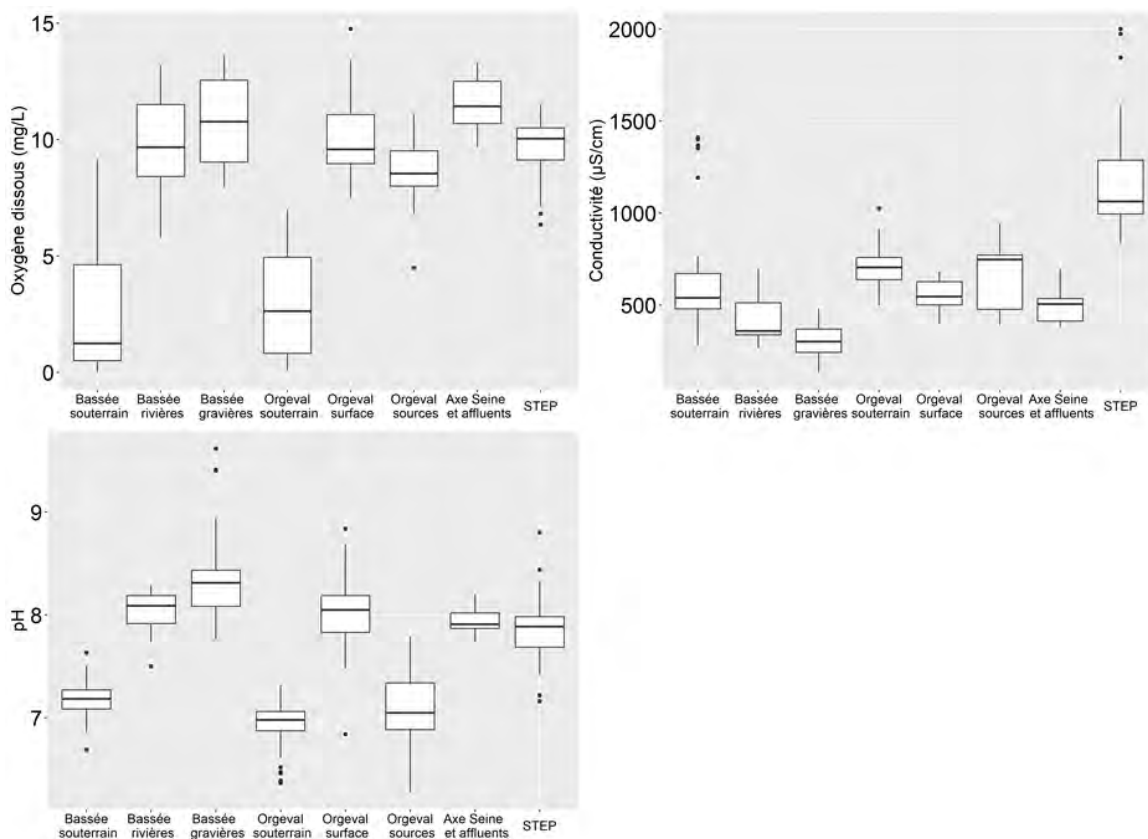 Oxygène dissous (mg/L)
15
10
5
0
Bassée souterrain
Bassée rivières
Bassée gravières
Orgeval souterrain
Orgeval surface
Orgeval sources
Axe Seine et affluents
STEP
Conductivité (µS/cm)
2000
1500
1000
500
Bassée souterrain
Bassée rivières
Bassée gravières
Orgeval souterrain
Orgeval surface
Orgeval sources
Axe Seine et affluents
STEP
pH
9
8
7
Bassée souterrain
Bassée rivières
Bassée gravières
Orgeval souterrain
Orgeval surface
Orgeval sources
Axe Seine et affluents
STEP